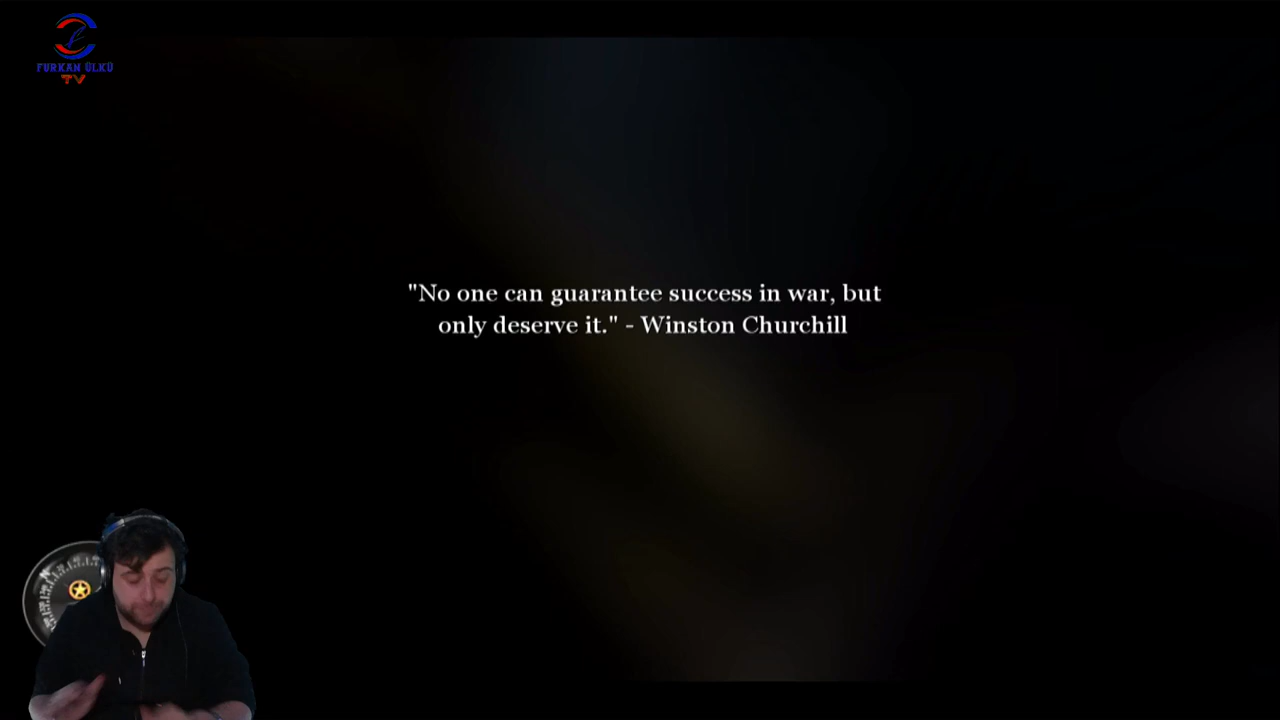 FURKAN ÜLKÜ
TV
"No one can guarantee success in war, but
only deserve it." - Winston Churchill
N